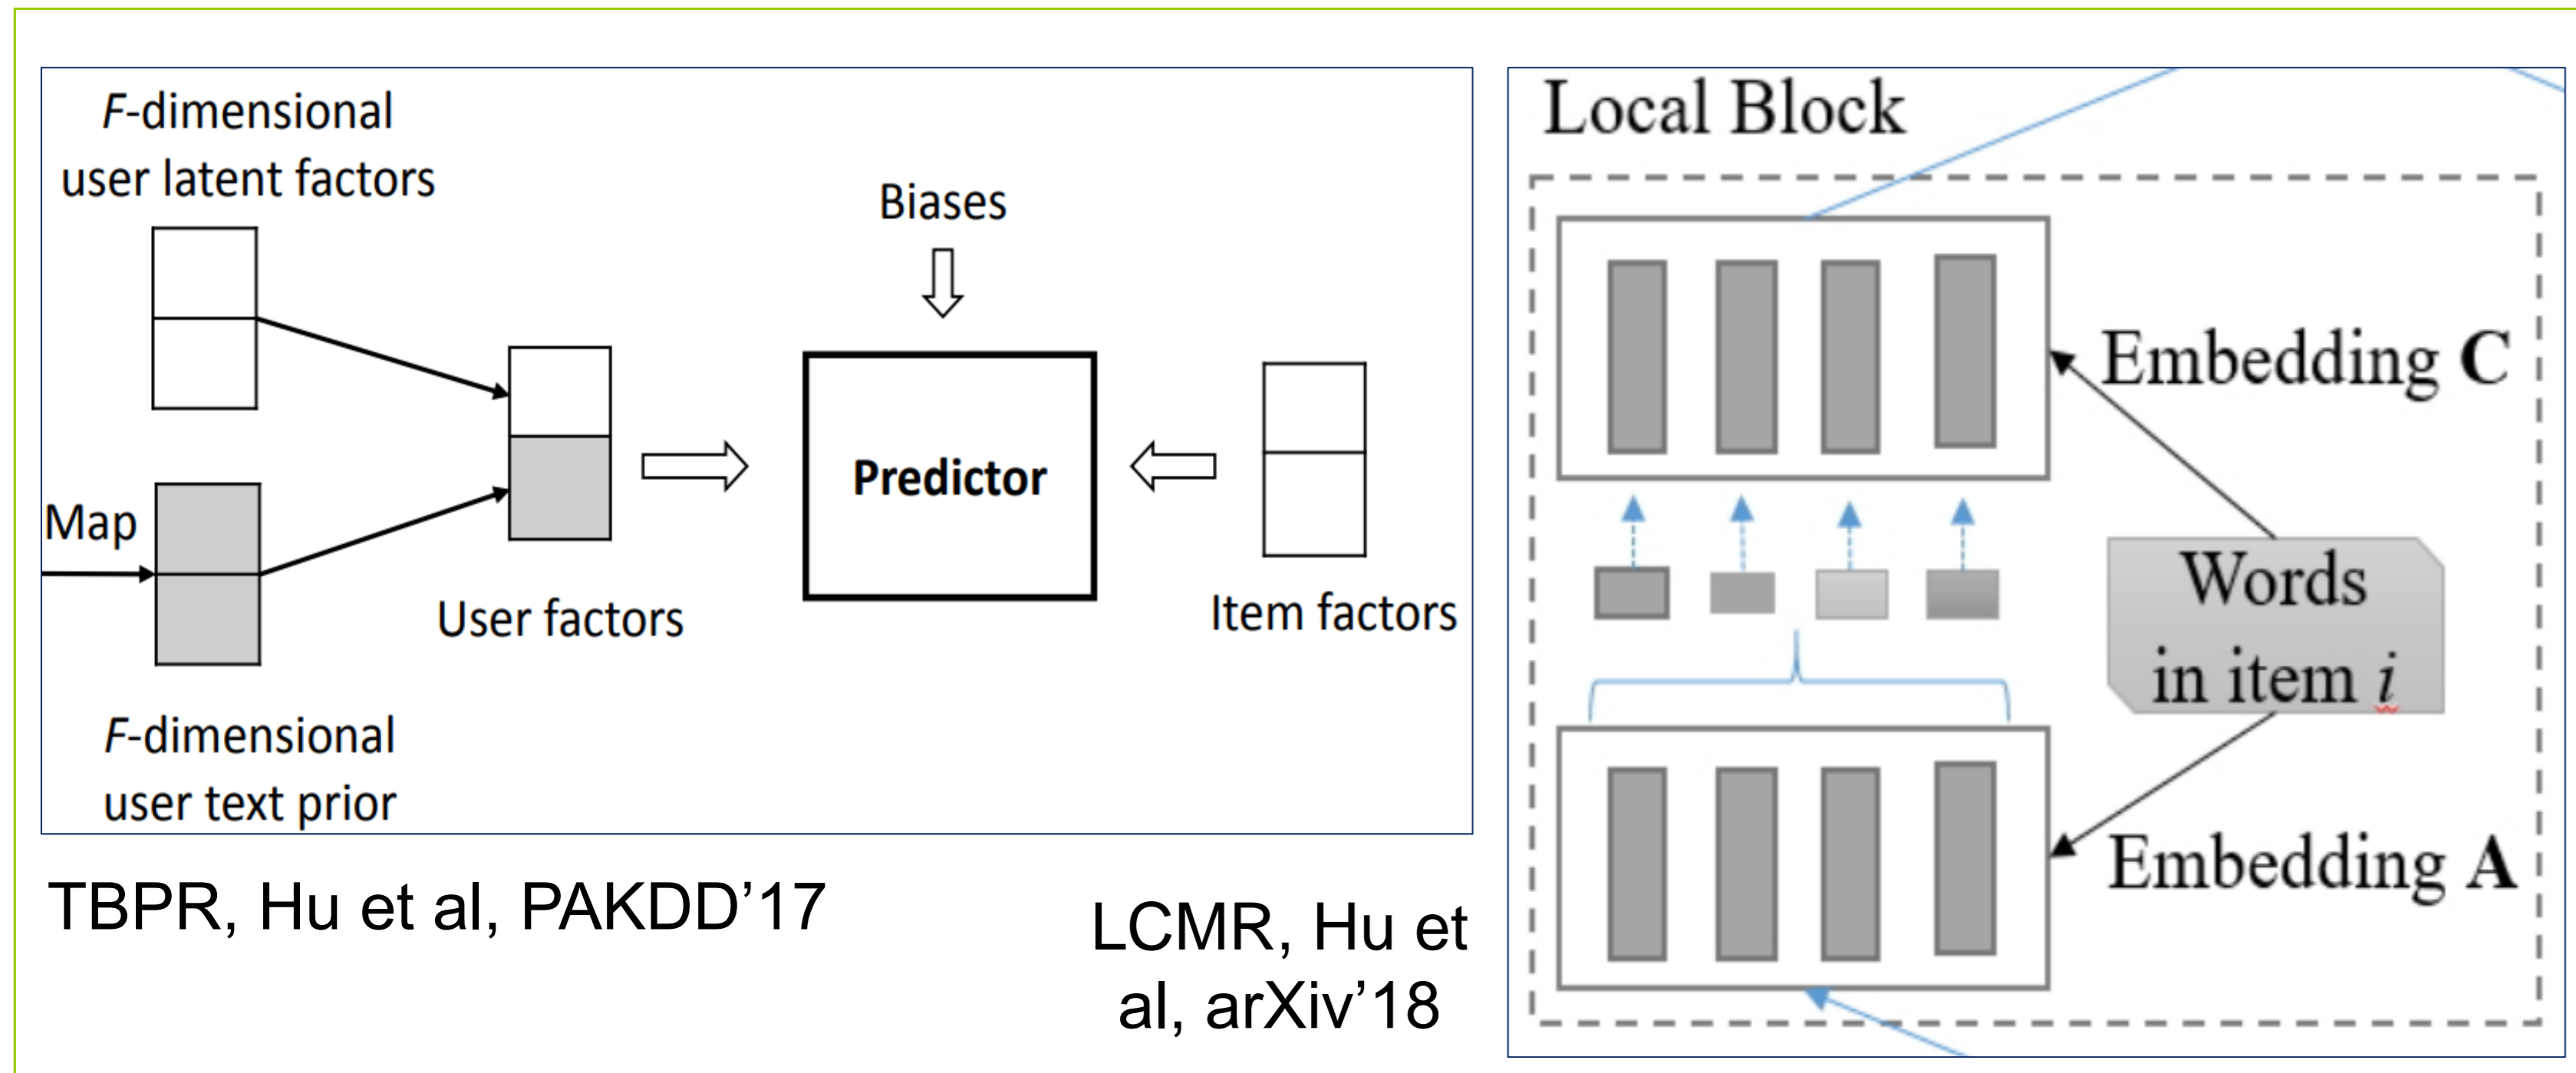 F-dimensional
user latent factors
Biases
Map
Predictor
User factors
Item factors
F-dimensional
user text prior
TBPR, Hu et al, PAKDD’17
LCMR, Hu et
al, arXiv’18
Local Block
Embedding C
Words
in item i
Embedding A